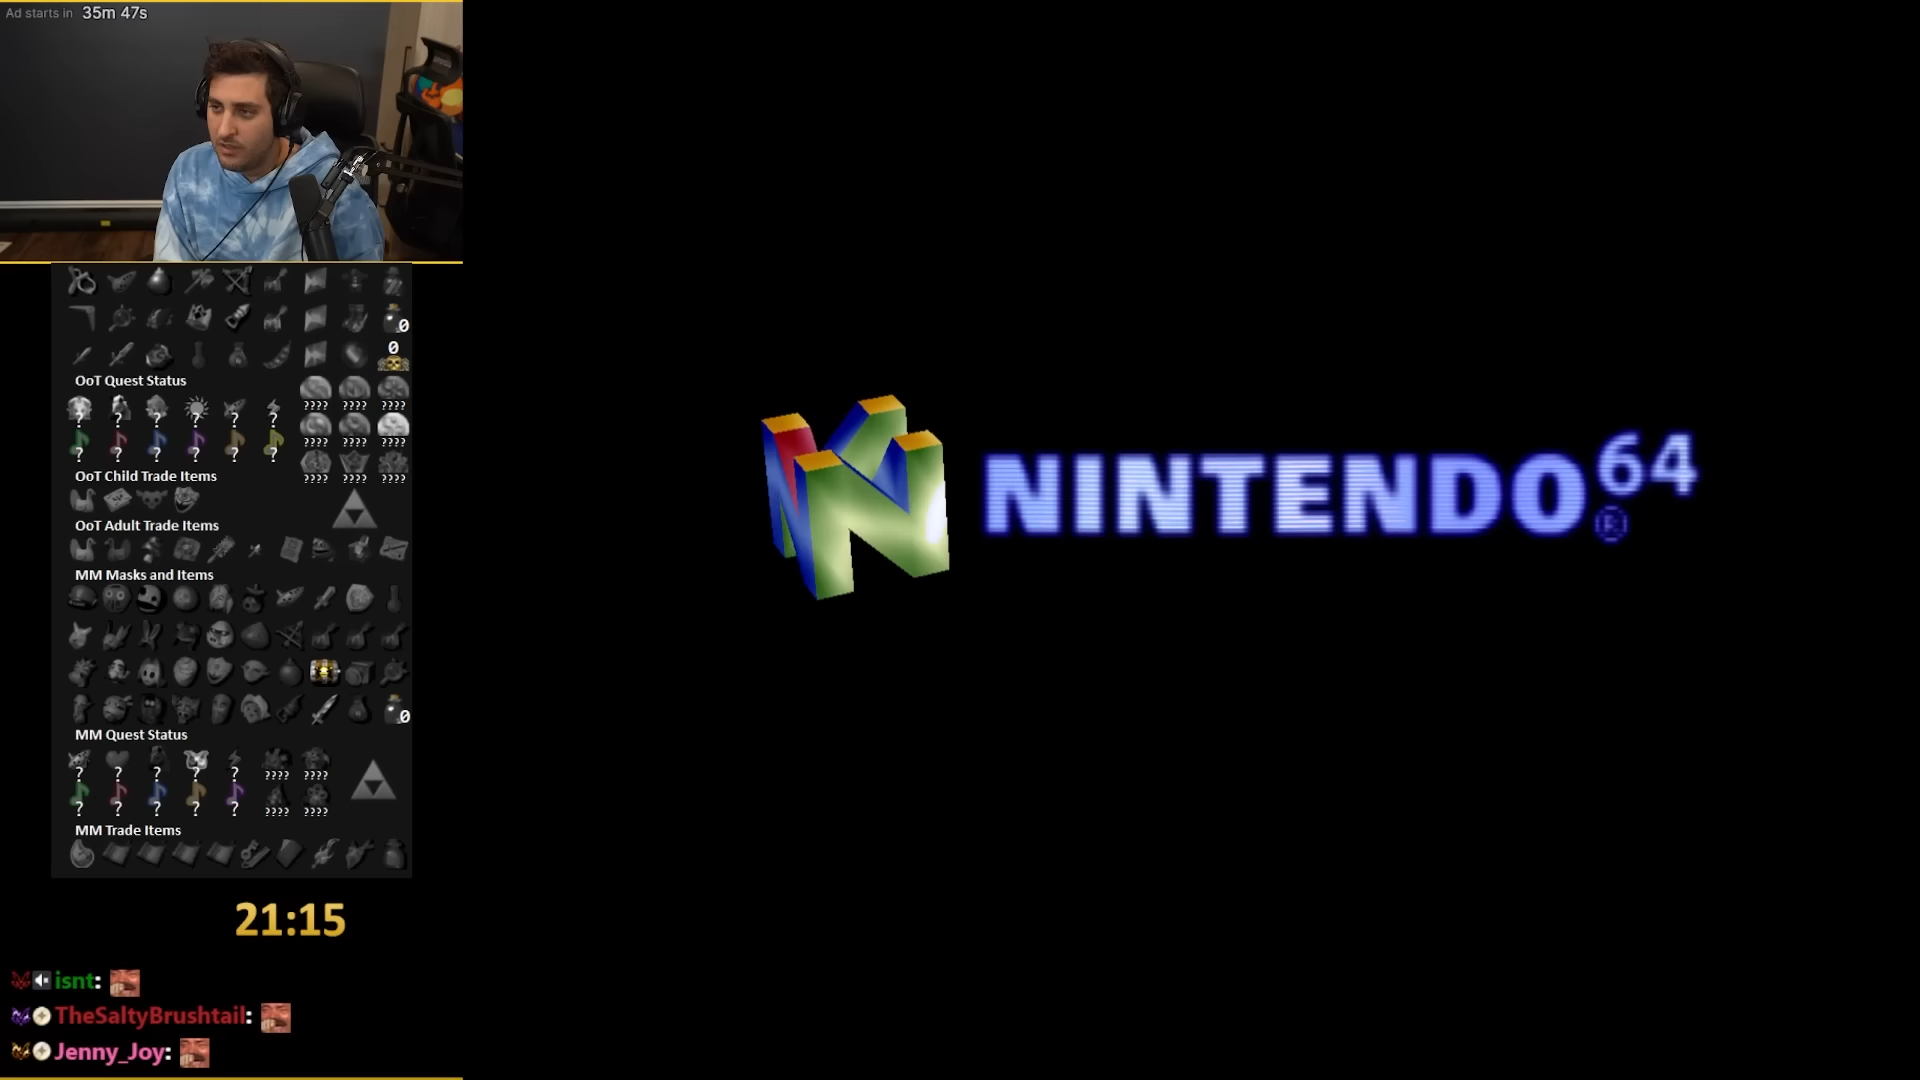 Ad starts in 35m 47s
0
0
OoT Quest Status
???? ???? ????
? ? ? ? ? ?
???? ???? ????
? ? ? ? ? ?
OoT Child Trade Items
???? ???? ????
OoT Adult Trade Items
MM Masks and Items
0
MM Quest Status
? ? ? ? ? ???? ????
? ? ? ? ? ???? ????
MM Trade Items
21:15
isnt:
TheSaltyBrushtail:
Jenny_Joy:
NINTENDO64
®